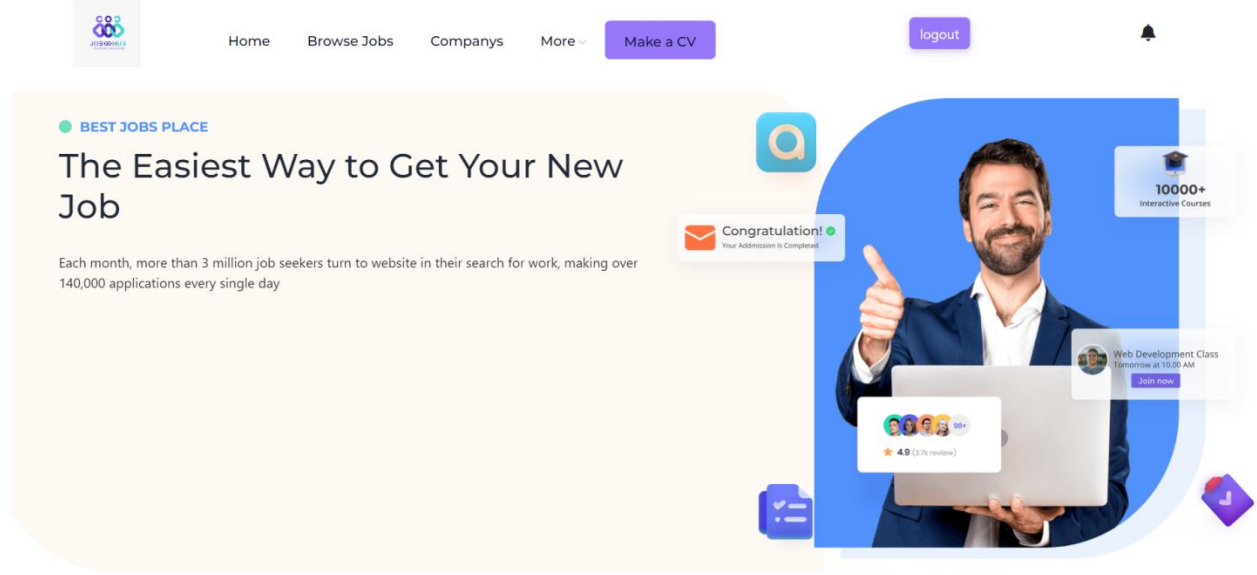 JOB HUB
Home
Browse Jobs
Companys
More
Make a CV
logout
BEST JOBS PLACE
The Easiest Way to Get Your New
Job
Each month, more than 3 million job seekers turn to website in their search for work, making over
140,000 applications every single day
Congratulation!
Your Addmission Is Completed
10000+
Interactive Courses
Web Development Class
Tomorrow at 10.00 AM
Join now
99+
4.9 (3.7k review)